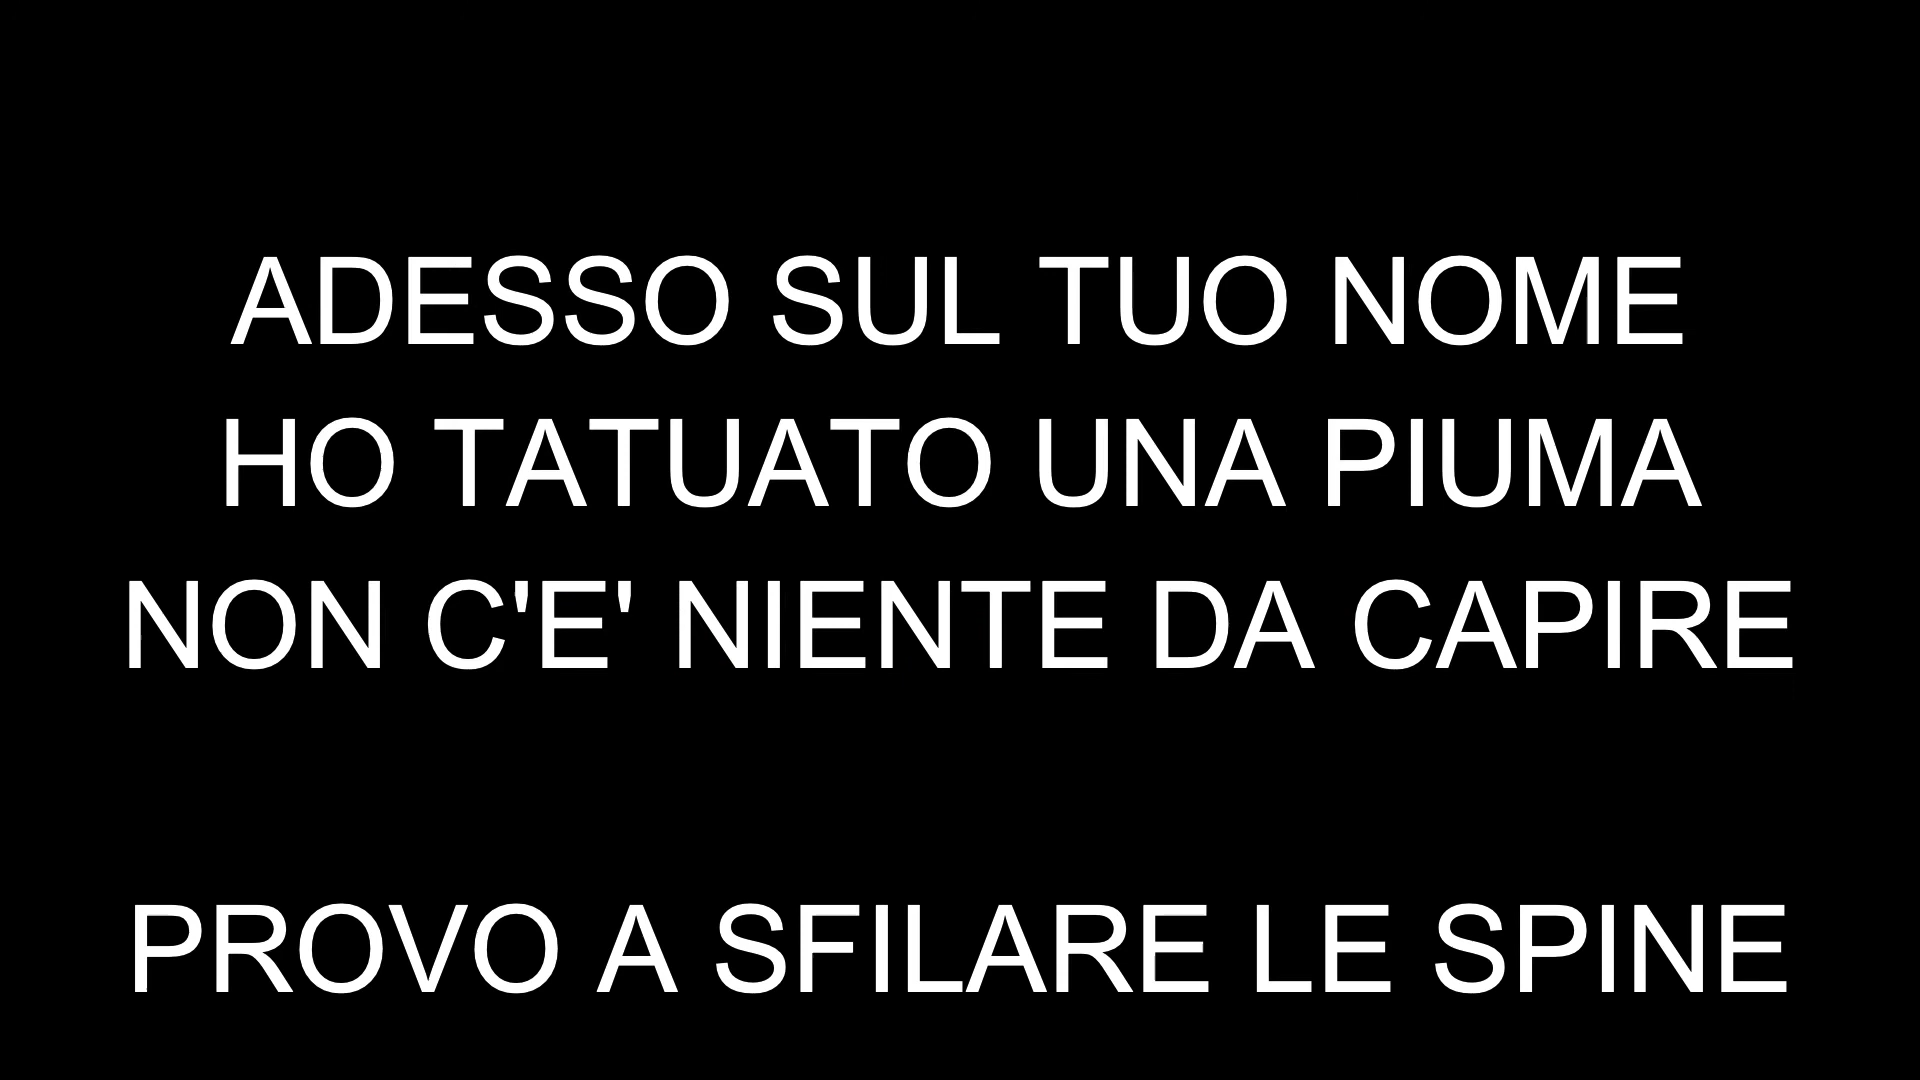 ADESSO SUL TUO NOME
HO TATUATO UNA PIUMA
NON C'E' NIENTE DA CAPIRE
PROVO A SFILARE LE SPINE